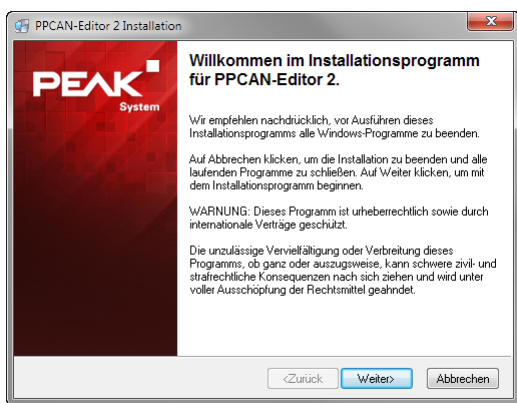 PPCAN-Editor 2 Installation
PEAK
System
Willkommen im Installationsprogramm
für PPCAN-Editor 2.
Wir empfehlen nachdrücklich, vor Ausführen dieses
Installationsprogramms alle Windows-Programme zu beenden.
Auf Abbrechen klicken, um die Installation zu beenden und alle
laufenden Programme zu schließen. Auf Weiter klicken, um mit
dem Installationsprogramm beginnen.
WARNUNG: Dieses Programm ist urheberrechtlich sowie durch
internationale Verträge geschützt.
Die unzulässige Vervielfältigung oder Verbreitung dieses
Programms, ob ganz oder auszugsweise, kann schwere zivil- und
strafrechtliche Konsequenzen nach sich ziehen und wird unter
voller Ausschöpfung der Rechtsmittel geahndet.
<Zurück Weiter> Abbrechen